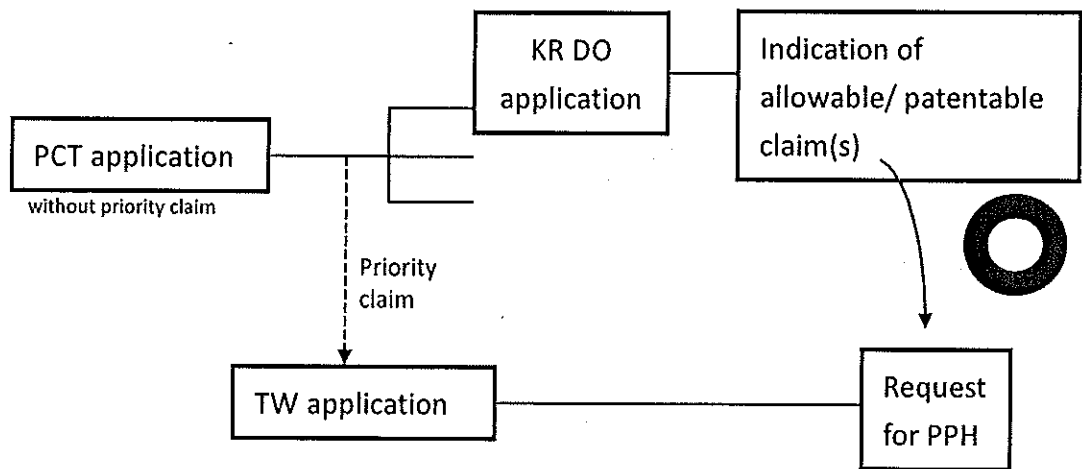 KR DO
application
Indication of
allowable/ patentable
claim(s)
PCT application
without priority claim
Priority
claim
TW application
Request
for PPH